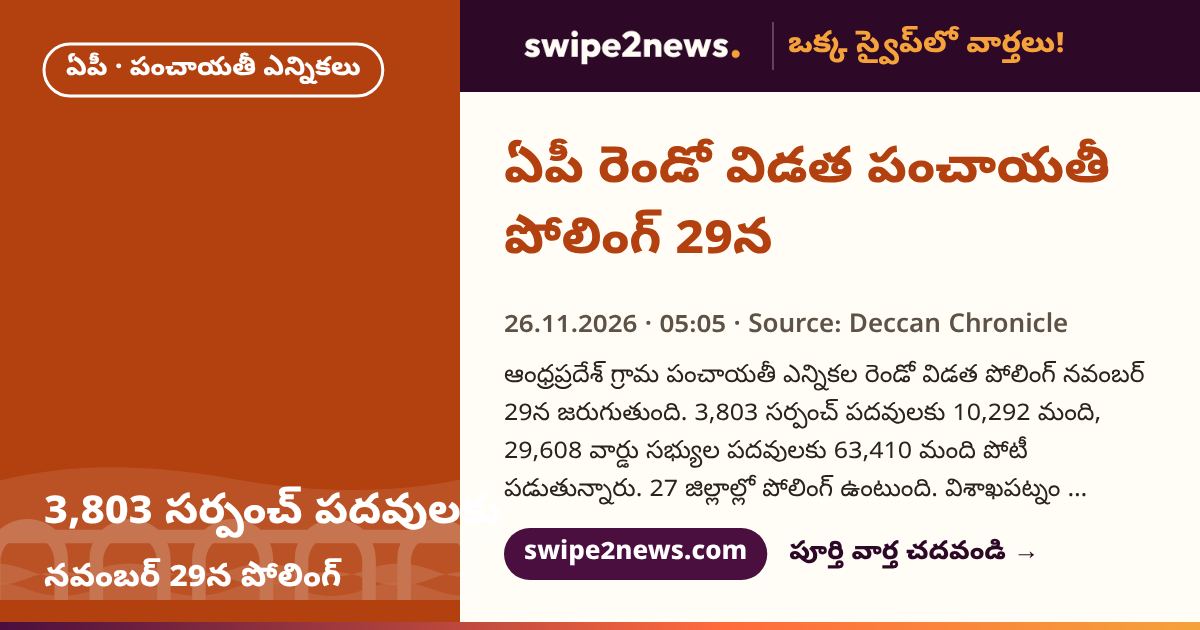 ఏపీ · పంచాయతీ ఎన్నికలు
3,803 సర్పంచ్ పదవులకు
నవంబర్ 29న పోలింగ్
swipe2news.
ఒక్క స్వైప్‌లో వార్తలు!
ఏపీ రెండో విడత పంచాయతీ
పోలింగ్ 29న
26.11.2026 · 05:05 · Source: Deccan Chronicle
ఆంధ్రప్రదేశ్ గ్రామ పంచాయతీ ఎన్నికల రెండో విడత పోలింగ్ నవంబర్
29న జరుగుతుంది. 3,803 సర్పంచ్ పదవులకు 10,292 మంది,
29,608 వార్డు సభ్యుల పదవులకు 63,410 మంది పోటీ
పడుతున్నారు. 27 జిల్లాల్లో పోలింగ్ ఉంటుంది. విశాఖపట్నం ...
swipe2news.com
పూర్తి వార్త చదవండి →